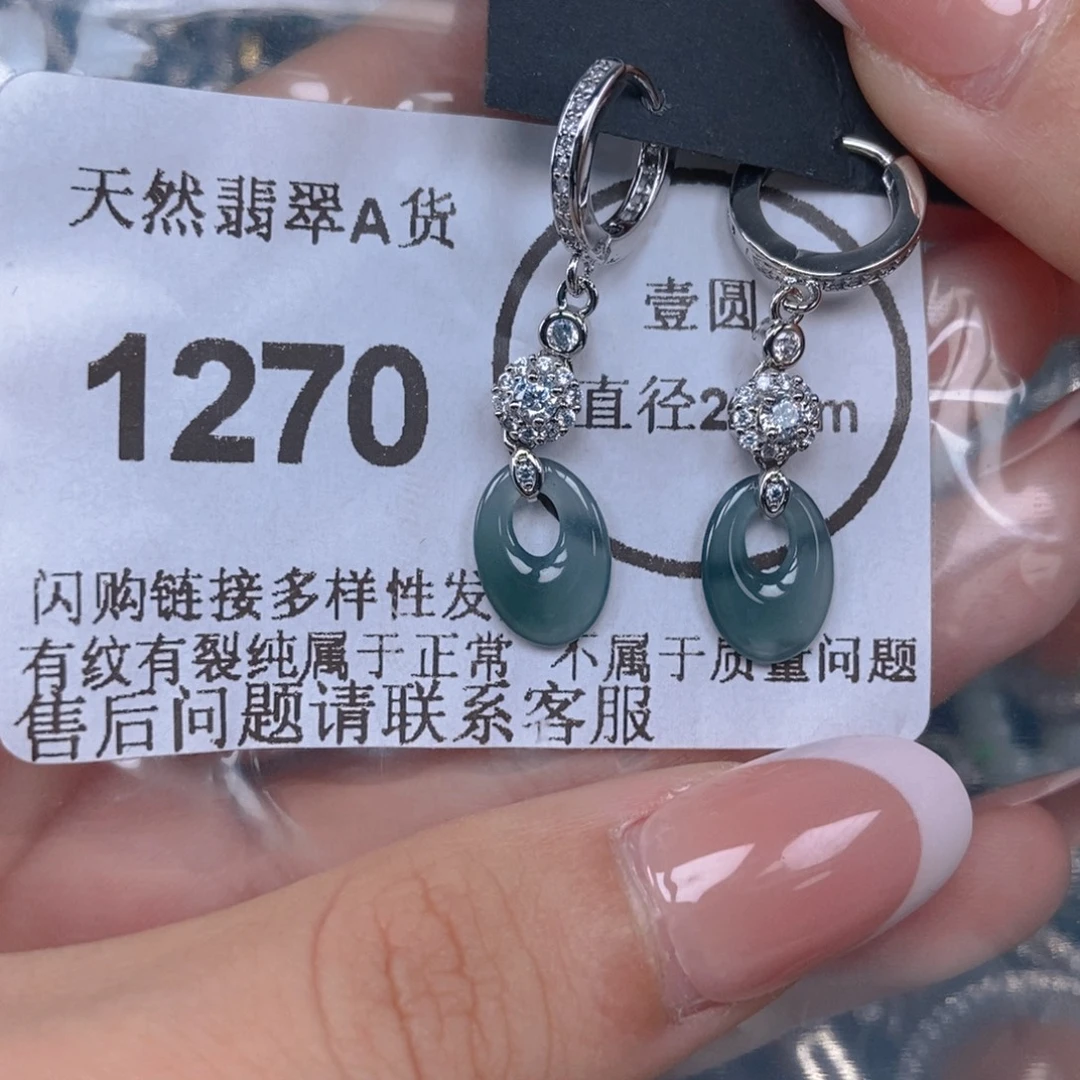 天然翡翠A货
壹圆
1270
直径2 m
闪购链接多样性发
有纹有裂纯属于正常 不属于质量问题
售后问题请联系客服